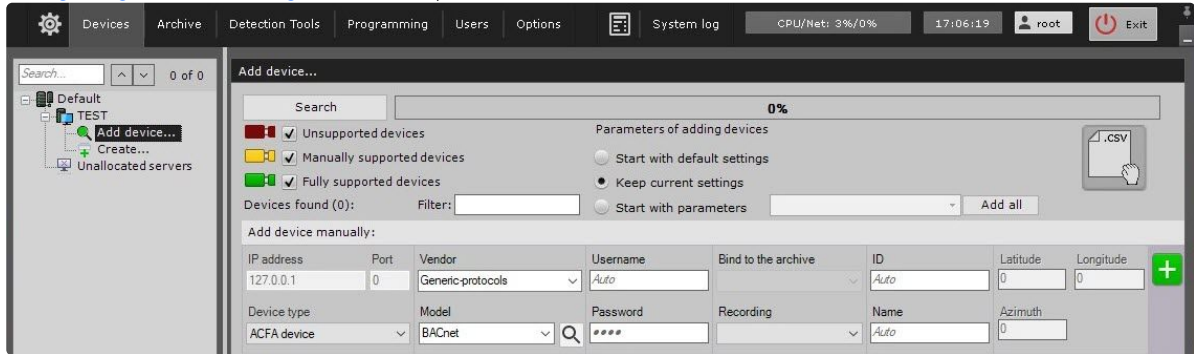 Devices Archive Detection Tools Programming Users Options System log CPU/Net: 3%/0% 17:06:19 root Exit
Search... 0 of 0
Default
TEST
Add device...
Create...
Unallocated servers
Add device...
Search 0%
Unsupported devices
Manually supported devices
Fully supported devices
Devices found (0): Filter:
Parameters of adding devices
Start with default settings
Keep current settings
Start with parameters Add all
.csv
Add device manually:
IP address Port Vendor Username Bind to the archive ID Latitude Longitude
127.0.0.1 0 Generic-protocols Auto Auto 0 0
Device type Model Password Recording Name Azimuth
ACFA device BACnet •••• Auto 0